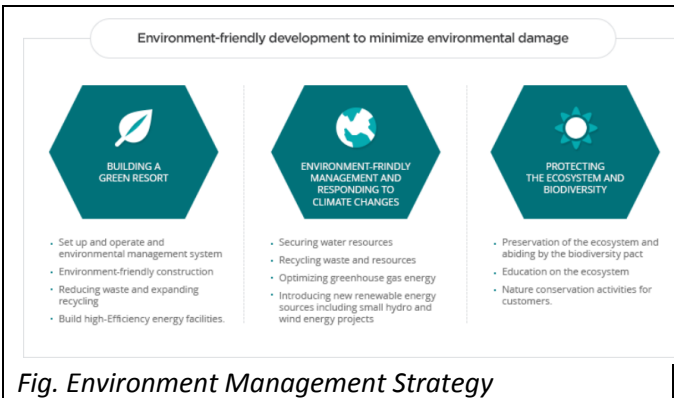 Environment-friendly development to minimize environmental damage
BUILDING A
GREEN RESORT
• Set up and operate and
environmental management system
• Environment-friendly construction
• Reducing waste and expanding
recycling
• Build high-Efficiency energy facilities.
ENVIRONMENT-FRINDLY
MANAGEMENT AND
RESPONDING TO
CLIMATE CHANGES
• Securing water resources
• Recycling waste and resources
• Optimizing greenhouse gas energy
• Introducing new renewable energy
sources including small hydro and
wind energy projects
PROTECTING
THE ECOSYSTEM AND
BIODIVERSITY
• Preservation of the ecosystem and
abiding by the biodiversity pact
• Education on the ecosystem
• Nature conservation activities for
customers.
Fig. Environment Management Strategy